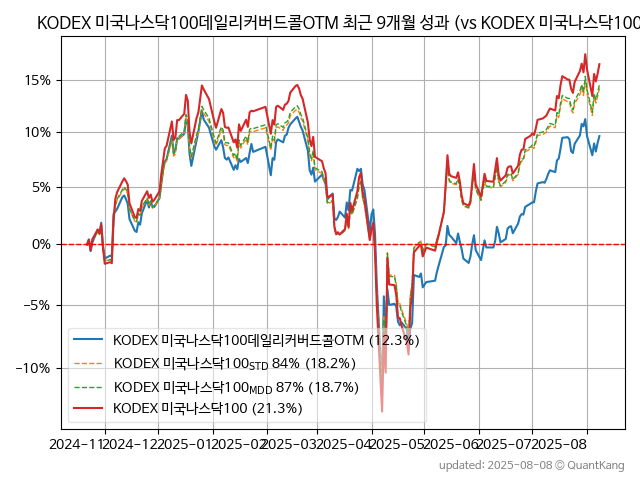 KODEX 미국나스닥100데일리커버드콜OTM 최근 9개월 성과 (vs KODEX 미국나스닥100
15%
10%
5%
0%
−5%
−10%
KODEX 미국나스닥100데일리커버드콜OTM (12.3%)
KODEX 미국나스닥100STD 84% (18.2%)
KODEX 미국나스닥100MDD 87% (18.7%)
KODEX 미국나스닥100 (21.3%)
2024-11 2024-12 2025-01 2025-02 2025-03 2025-04 2025-05 2025-06 2025-07 2025-08
updated: 2025-08-08 © QuantKang